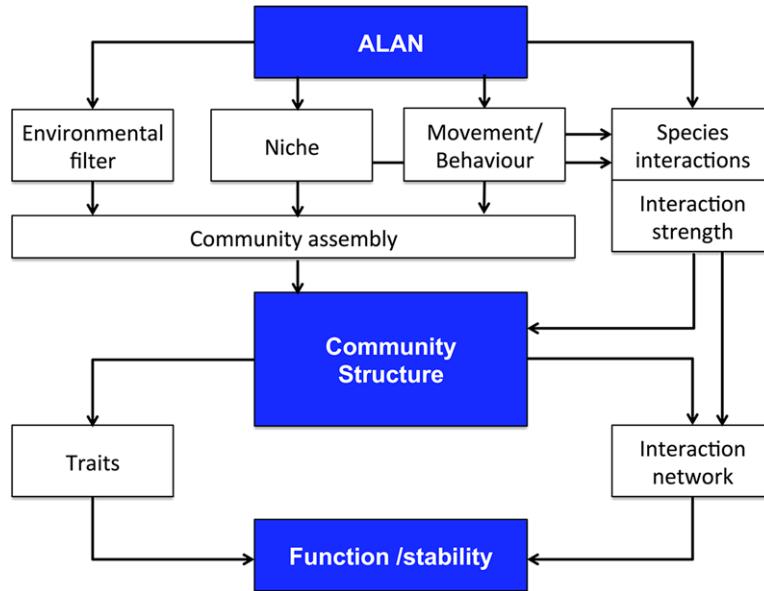 ALAN
Environmental
filter
Niche
Movement/
Behaviour
Species
interactions
Interaction
strength
Community assembly
Community
Structure
Traits
Interaction
network
Function /stability